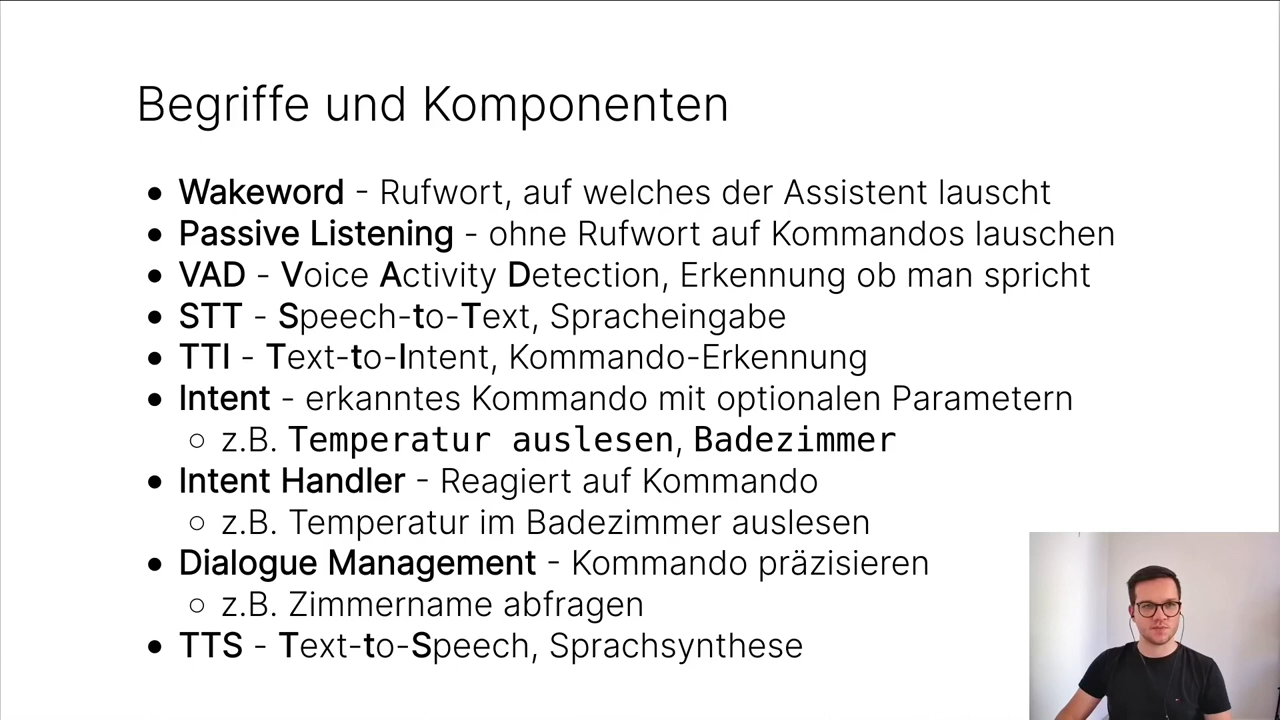 Begriffe und Komponenten
• Wakeword - Rufwort, auf welches der Assistent lauscht
• Passive Listening - ohne Rufwort auf Kommandos lauschen
• VAD - Voice Activity Detection, Erkennung ob man spricht
• STT - Speech-to-Text, Spracheingabe
• TTI - Text-to-Intent, Kommando-Erkennung
• Intent - erkanntes Kommando mit optionalen Parametern
○ z.B. Temperatur auslesen, Badezimmer
• Intent Handler - Reagiert auf Kommando
○ z.B. Temperatur im Badezimmer auslesen
• Dialogue Management - Kommando präzisieren
○ z.B. Zimmername abfragen
• TTS - Text-to-Speech, Sprachsynthese